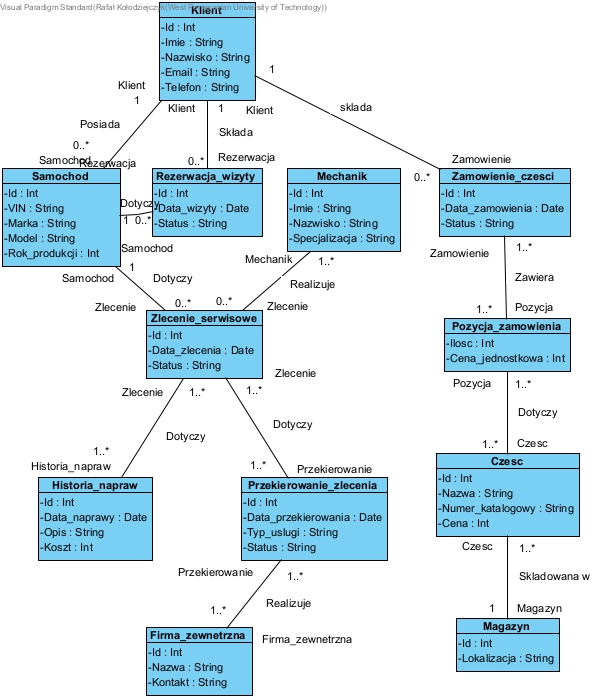 Visual Paradigm Standard(Rafał Kołodziejczyk(West Pomeranian University of Technology))
Klient
-Id : Int
-Imie : String
-Nazwisko : String
-Email : String
-Telefon : String
Klient
1
Klient
1
Klient
1
sklada
Posiada
Składa
0..*
Samochod
Rezerwacja
0..*
Rezerwacja
Zamowienie
0..*
Samochod
-Id : Int
-VIN : String
-Marka : String
-Model : String
-Rok_produkcji : Int
Dotyczy
1
0..*
Samochod
Rezerwacja_wizyty
-Id : Int
-Data_wizyty : Date
-Status : String
Mechanik
-Id : Int
-Imie : String
-Nazwisko : String
-Specjalizacja : String
Zamowienie_czesci
-Id : Int
-Data_zamowienia : Date
-Status : String
Samochod
1
Dotyczy
Zlecenie
0..*
Mechanik
1..*
Realizuje
0..*
Zlecenie
Zamowienie
1..*
Zawiera
1..*
Pozycja
Zlecenie_serwisowe
-Id : Int
-Data_zlecenia : Date
-Status : String
Pozycja_zamowienia
-Ilosc : Int
-Cena_jednostkowa : Int
Zlecenie
1..*
Dotyczy
1..*
Historia_napraw
Zlecenie
1..*
Dotyczy
1..*
Przekierowanie
Pozycja
1..*
Dotyczy
1..*
Czesc
Historia_napraw
-Id : Int
-Data_naprawy : Date
-Opis : String
-Koszt : Int
Przekierowanie_zlecenia
-Id : Int
-Data_przekierowania : Date
-Typ_uslugi : String
-Status : String
Czesc
-Id : Int
-Nazwa : String
-Numer_katalogowy : String
-Cena : Int
Przekierowanie
1..*
Realizuje
1..*
Firma_zewnetrzna
Czesc
1..*
Skladowana w
1
Magazyn
Firma_zewnetrzna
-Id : Int
-Nazwa : String
-Kontakt : String
Magazyn
-Id : Int
-Lokalizacja : String